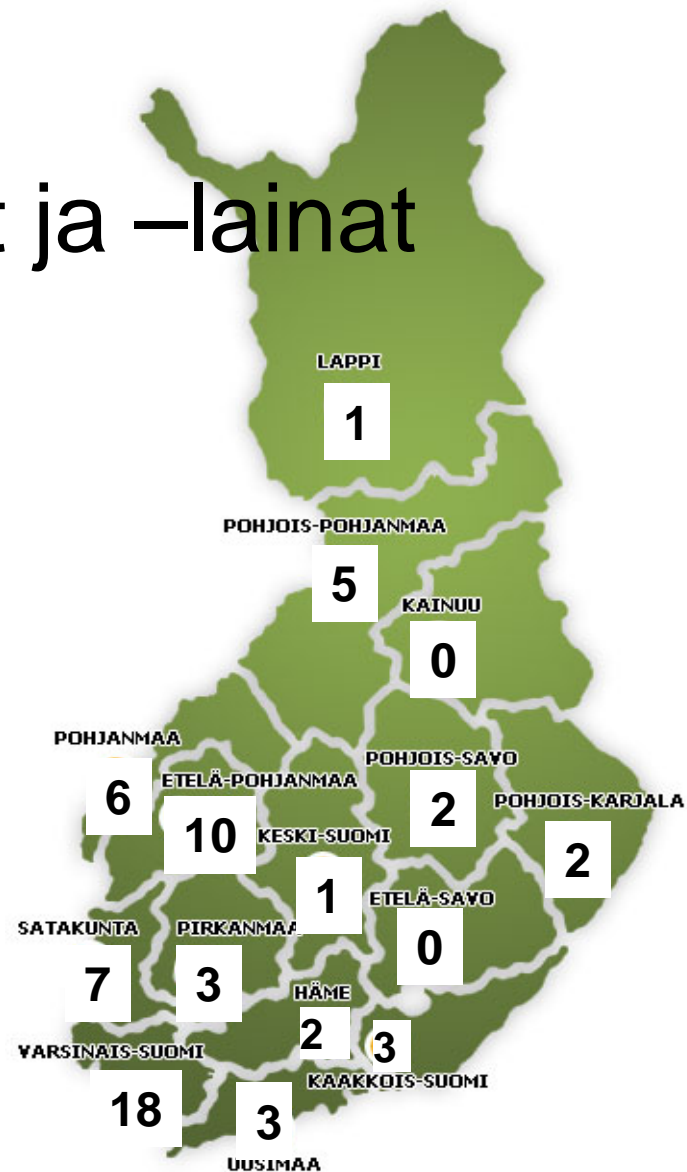 t ja –lainat
LAPPI
1
POHJOIS-POHJANMAA
5
KAINUU
0
POHJANMAA
6
ETELÄ-POHJANMAA
10
POHJOIS-SAVO
2
POHJOIS-KARJALA
2
KESKI-SUOMI
1
ETELÄ-SAVO
0
SATAKUNTA
7
PIRKANMAA
3
HÄME
2
3
KAAKKOIS-SUOMI
VARSINAIS-SUOMI
18
3
UUSIMAA